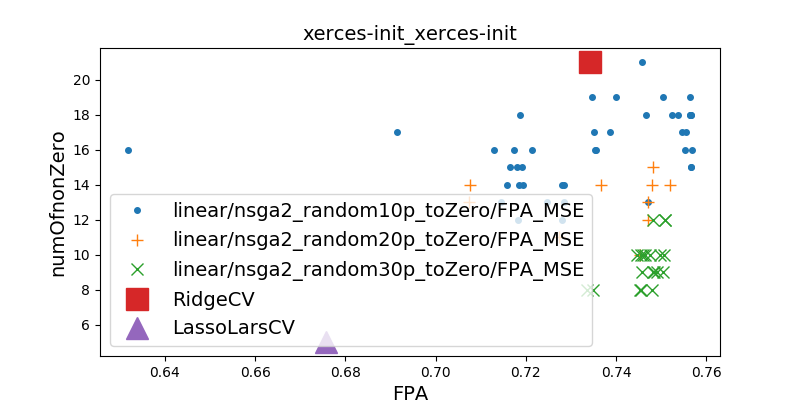 xerces-init_xerces-init
numOfnonZero
20
18
16
14
12
10
8
6
linear/nsga2_random10p_toZero/FPA_MSE
linear/nsga2_random20p_toZero/FPA_MSE
linear/nsga2_random30p_toZero/FPA_MSE
RidgeCV
LassoLarsCV
0.64 0.66 0.68 0.70 0.72 0.74 0.76
FPA